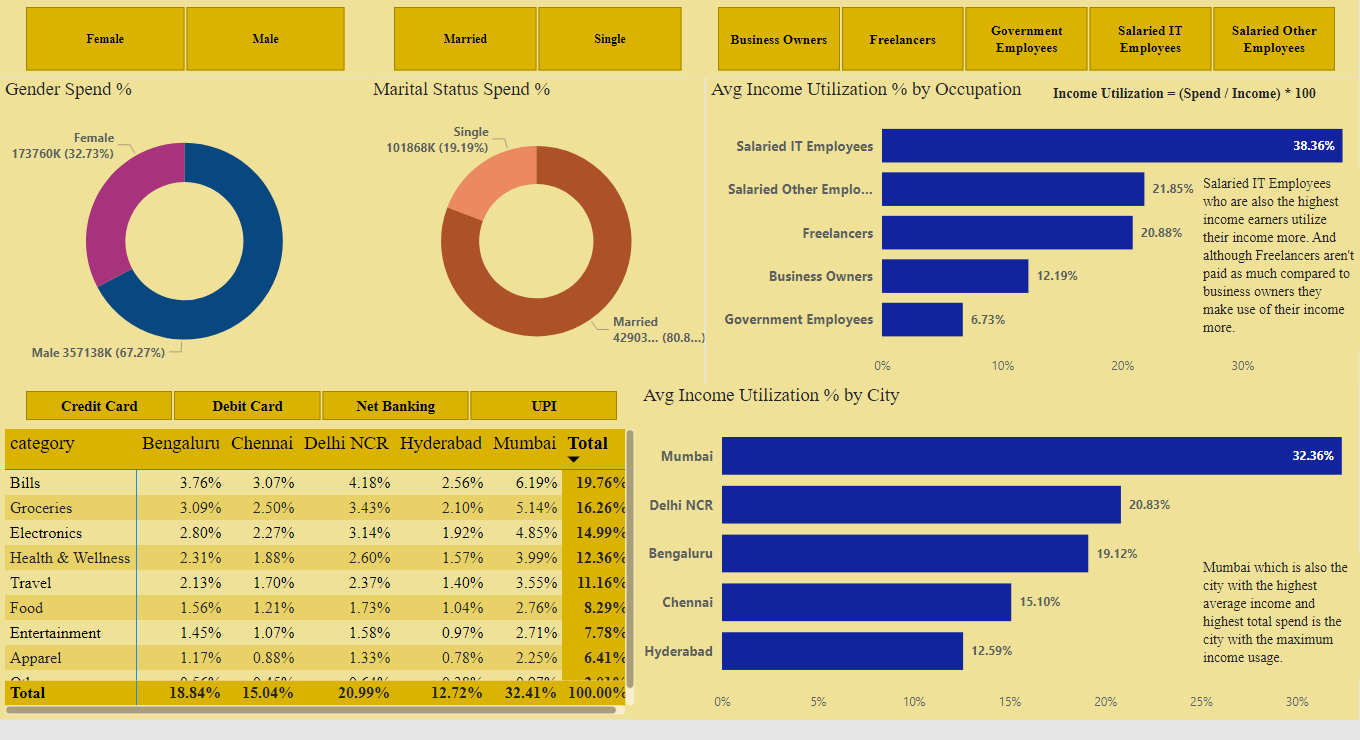 Female Male Married Single Business Owners Freelancers Government Employees Salaried IT Employees Salaried Other Employees
Gender Spend %
Female
173760K (32.73%)
Male 357138K (67.27%)
Marital Status Spend %
Single
101868K (19.19%)
Married
42903... (80.8...)
Avg Income Utilization % by Occupation
Income Utilization = (Spend / Income) * 100
Salaried IT Employees 38.36%
Salaried Other Emplo... 21.85%
Freelancers 20.88%
Business Owners 12.19%
Government Employees 6.73%
0% 10% 20% 30%
Salaried IT Employees
who are also the highest
income earners utilize
their income more. And
although Freelancers aren't
paid as much compared to
business owners they
make use of their income
more.
Credit Card Debit Card Net Banking UPI
category Bengaluru Chennai Delhi NCR Hyderabad Mumbai Total
Bills 3.76% 3.07% 4.18% 2.56% 6.19% 19.76%
Groceries 3.09% 2.50% 3.43% 2.10% 5.14% 16.26%
Electronics 2.80% 2.27% 3.14% 1.92% 4.85% 14.99%
Health & Wellness 2.31% 1.88% 2.60% 1.57% 3.99% 12.36%
Travel 2.13% 1.70% 2.37% 1.40% 3.55% 11.16%
Food 1.56% 1.21% 1.73% 1.04% 2.76% 8.29%
Entertainment 1.45% 1.07% 1.58% 0.97% 2.71% 7.78%
Apparel 1.17% 0.88% 1.33% 0.78% 2.25% 6.41%
Total 18.84% 15.04% 20.99% 12.72% 32.41% 100.00%
Avg Income Utilization % by City
Mumbai 32.36%
Delhi NCR 20.83%
Bengaluru 19.12%
Chennai 15.10%
Hyderabad 12.59%
0% 5% 10% 15% 20% 25% 30%
Mumbai which is also the
city with the highest
average income and
highest total spend is the
city with the maximum
income usage.